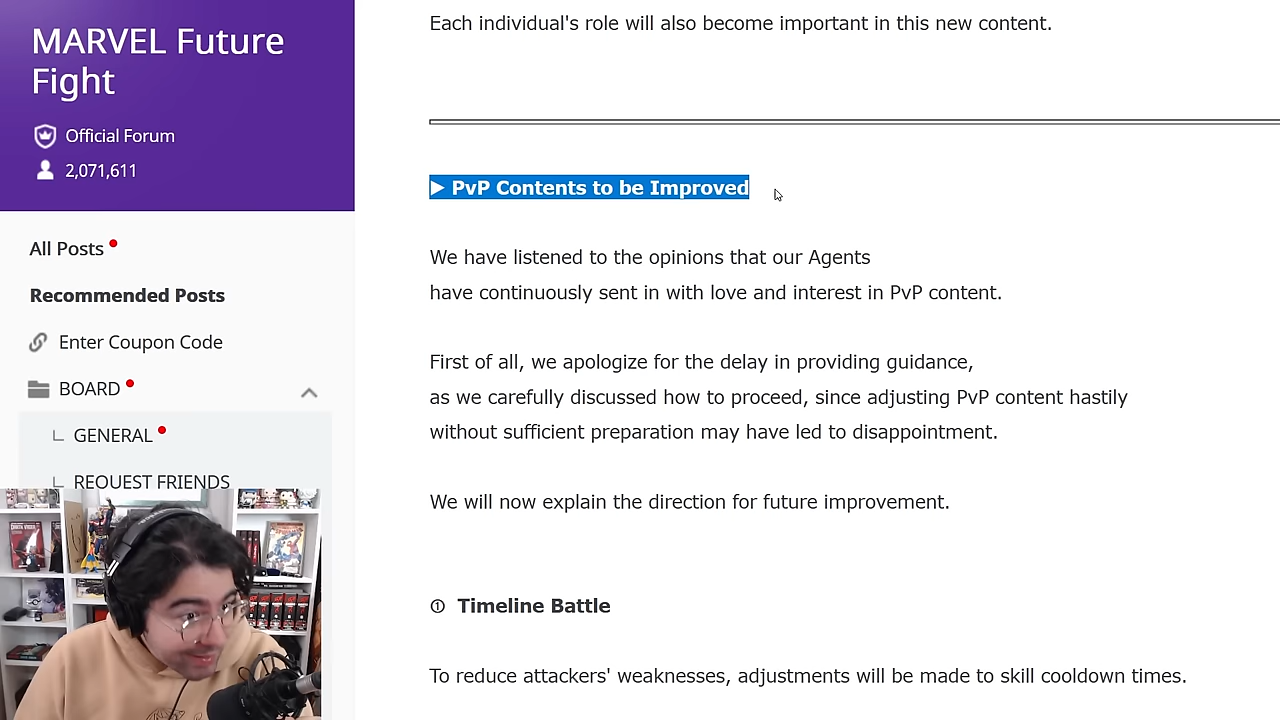 MARVEL Future
Fight
Official Forum
2,071,611
All Posts
Recommended Posts
Enter Coupon Code
BOARD
GENERAL
REQUEST FRIENDS
Each individual's role will also become important in this new content.
▶ PvP Contents to be Improved
We have listened to the opinions that our Agents
have continuously sent in with love and interest in PvP content.
First of all, we apologize for the delay in providing guidance,
as we carefully discussed how to proceed, since adjusting PvP content hastily
without sufficient preparation may have led to disappointment.
We will now explain the direction for future improvement.
① Timeline Battle
To reduce attackers' weaknesses, adjustments will be made to skill cooldown times.